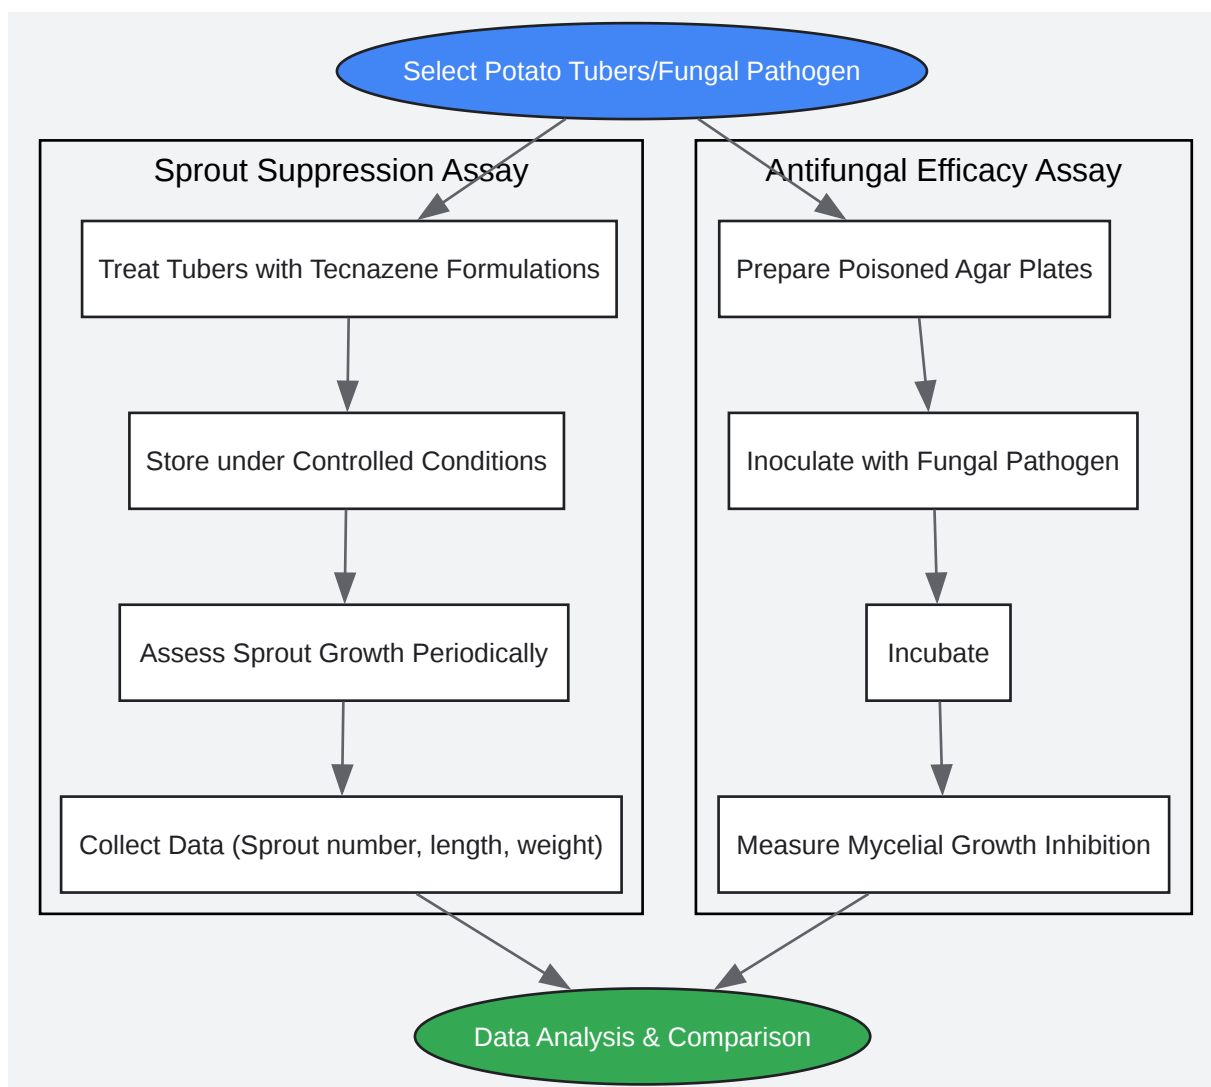 Select Potato Tubers/Fungal Pathogen
Sprout Suppression Assay
Treat Tubers with Tecnazene Formulations
Store under Controlled Conditions
Assess Sprout Growth Periodically
Collect Data (Sprout number, length, weight)
Antifungal Efficacy Assay
Prepare Poisoned Agar Plates
Inoculate with Fungal Pathogen
Incubate
Measure Mycelial Growth Inhibition
Data Analysis & Comparison